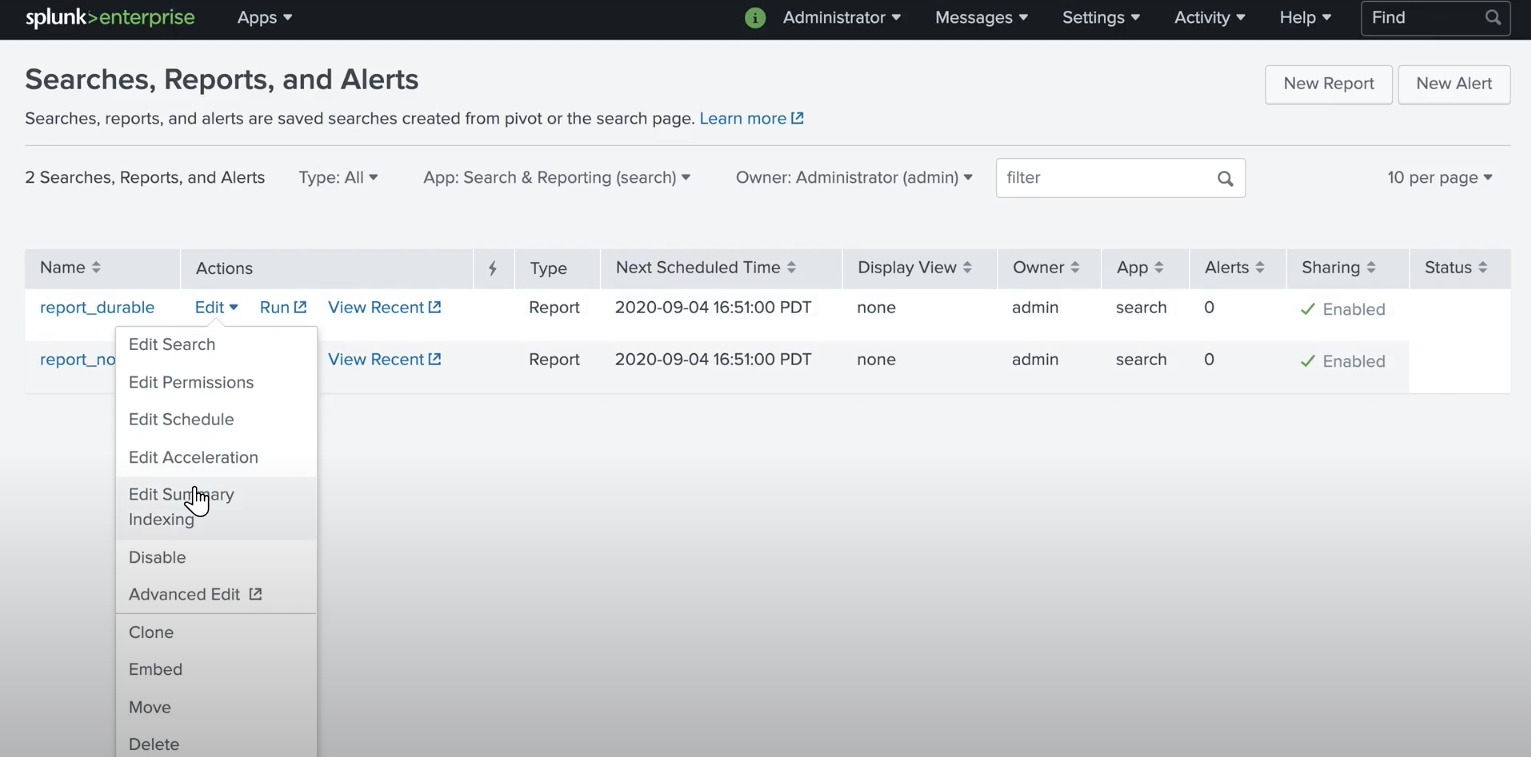 splunk>enterprise Apps Administrator Messages Settings Activity Help Find
Searches, Reports, and Alerts New Report New Alert
Searches, reports, and alerts are saved searches created from pivot or the search page. Learn more
2 Searches, Reports, and Alerts Type: All App: Search & Reporting (search) Owner: Administrator (admin) filter 10 per page
Name Actions Type Next Scheduled Time Display View Owner App Alerts Sharing Status
report_durable Edit Run View Recent Report 2020-09-04 16:51:00 PDT none admin search 0 Enabled
report_no View Recent Report 2020-09-04 16:51:00 PDT none admin search 0 Enabled
Edit Search
Edit Permissions
Edit Schedule
Edit Acceleration
Edit Summary
Indexing
Disable
Advanced Edit
Clone
Embed
Move
Delete